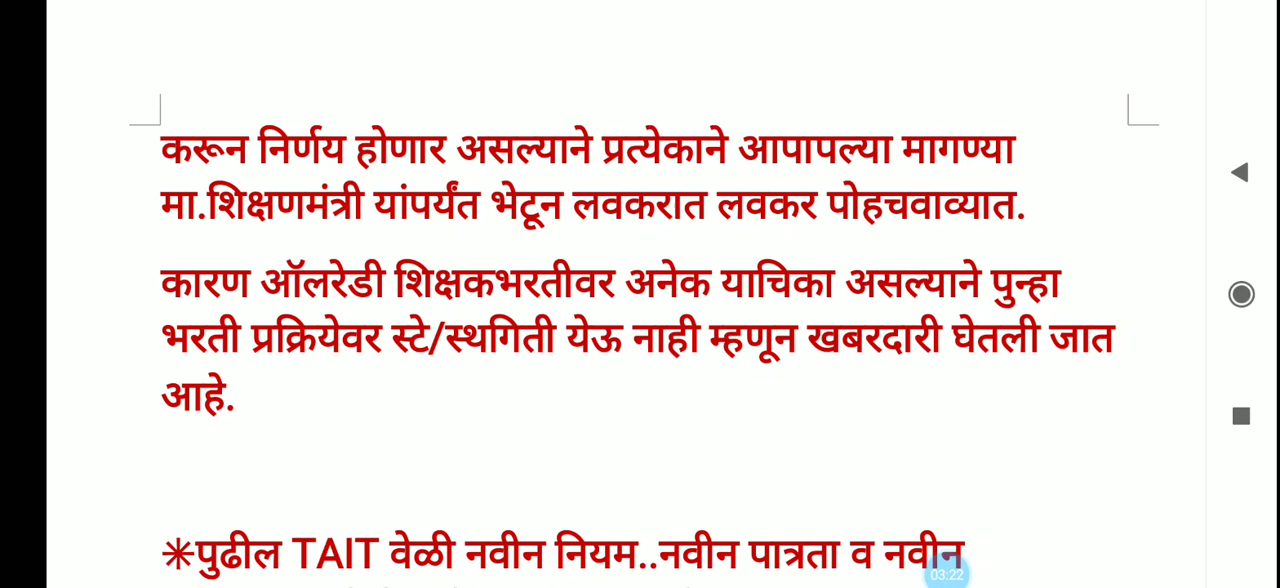 करून निर्णय होणार असल्याने प्रत्येकाने आपापल्या मागण्या
मा.शिक्षणमंत्री यांपर्यंत भेटून लवकरात लवकर पोहचवाव्यात.
कारण ऑलरेडी शिक्षकभरतीवर अनेक याचिका असल्याने पुन्हा
भरती प्रक्रियेवर स्टे/स्थगिती येऊ नाही म्हणून खबरदारी घेतली जात
आहे.
✳पुढील TAIT वेळी नवीन नियम..नवीन पात्रता व नवीन
03:22